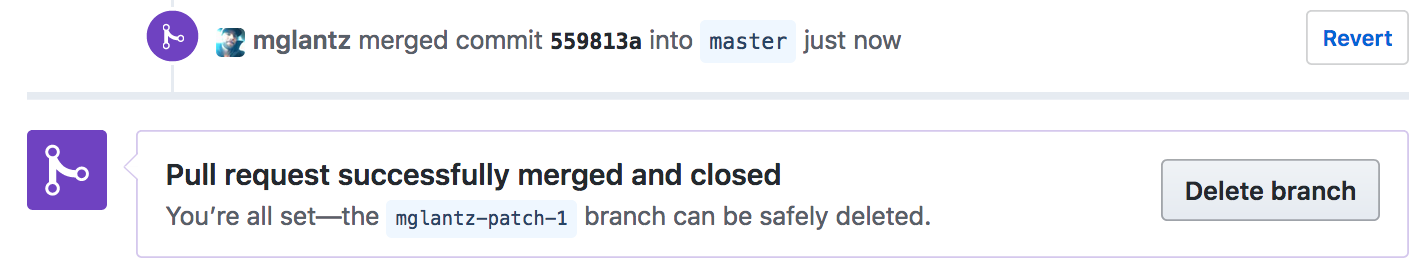 mglantz merged commit 559813a into master just now
Revert
Pull request successfully merged and closed
You’re all set—the mglantz-patch-1 branch can be safely deleted.
Delete branch